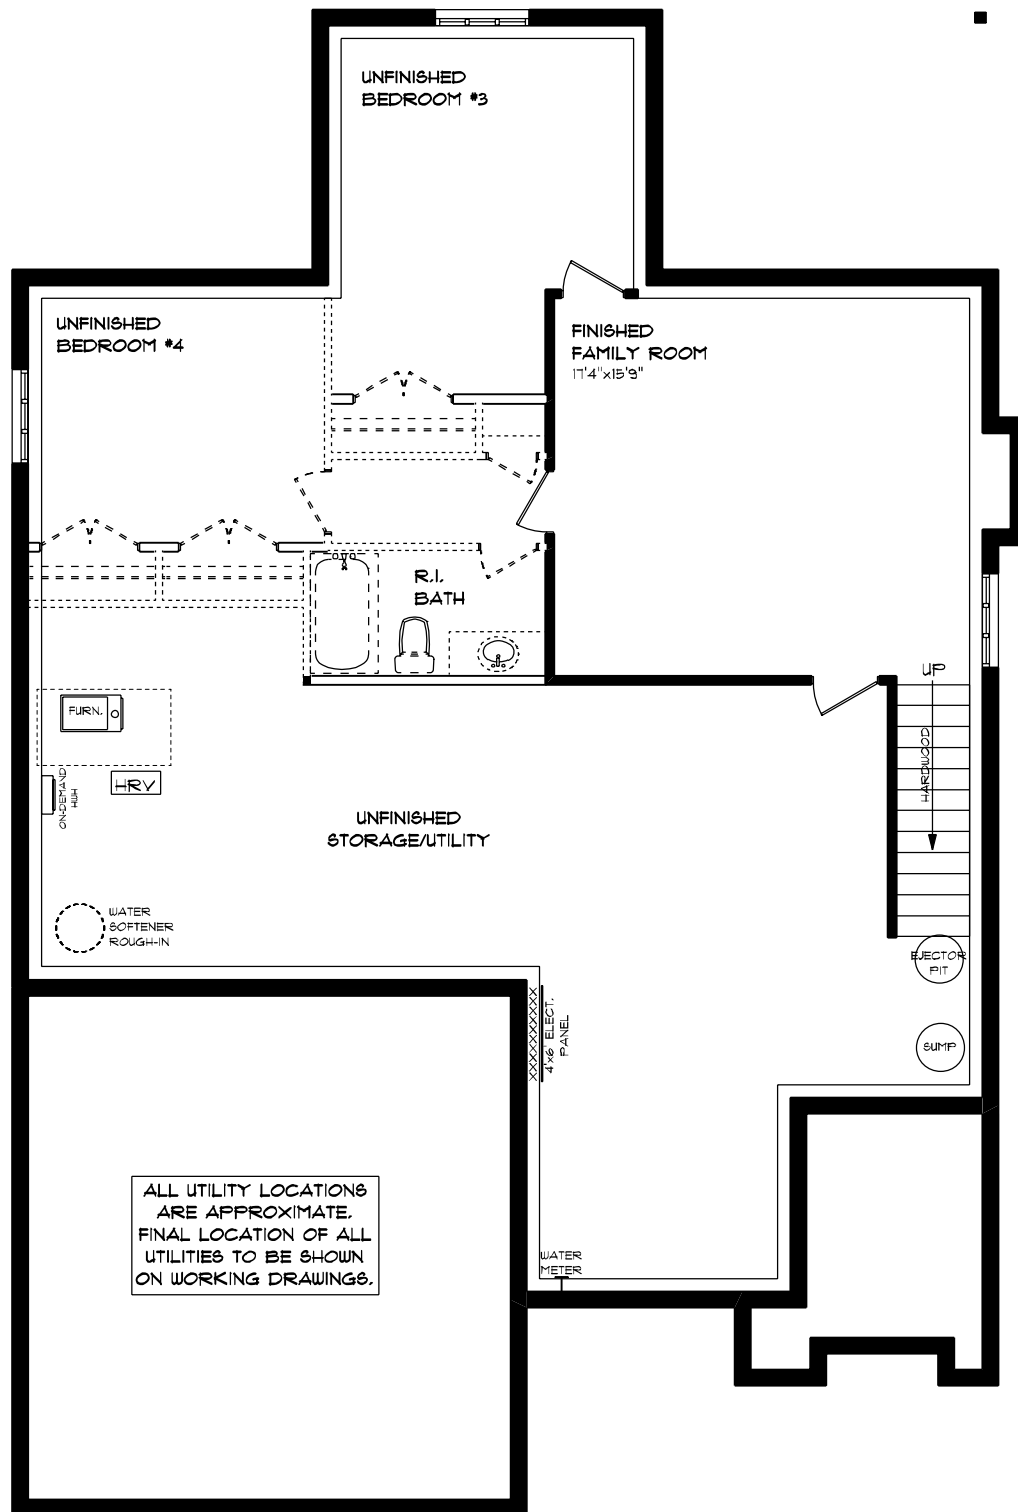 UNFINISHED
BEDROOM #3
UNFINISHED
BEDROOM #4
FINISHED
FAMILY ROOM
17'4"x15'9"
R.I.
BATH
UP
HARDWOOD
FURN.
HRV
ON-DEMAND
HWH
UNFINISHED
STORAGE/UTILITY
WATER
SOFTENER
ROUGH-IN
EJECTOR
PIT
SUMP
4'x6' ELECT.
PANEL
ALL UTILITY LOCATIONS
ARE APPROXIMATE.
FINAL LOCATION OF ALL
UTILITIES TO BE SHOWN
ON WORKING DRAWINGS.
WATER
METER